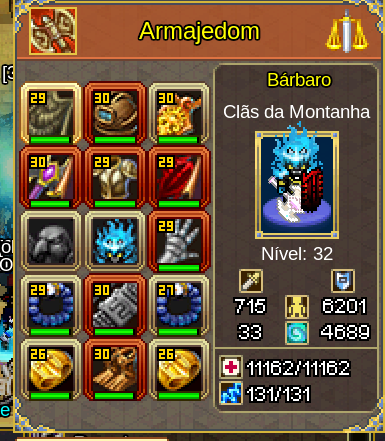 Armajedom
Bárbaro
Clãs da Montanha
29 30 30
30 29 29
29
29 30 27
26 30 26
Nível: 32
715 6201
33 4689
11162/11162
131/131